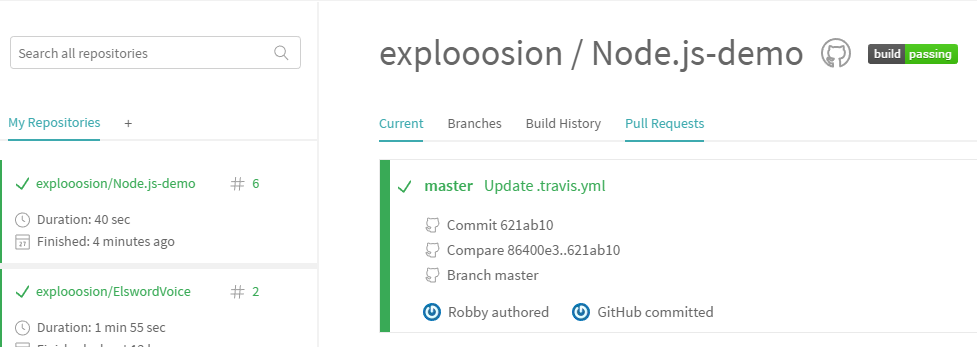 Search all repositories
My Repositories +
explooosion/Node.js-demo # 6
Duration: 40 sec
27 Finished: 4 minutes ago
explooosion/ElswordVoice # 2
Duration: 1 min 55 sec
explooosion / Node.js-demo build passing
Current Branches Build History Pull Requests
master Update .travis.yml
Commit 621ab10
Compare 86400e3..621ab10
Branch master
Robby authored GitHub committed